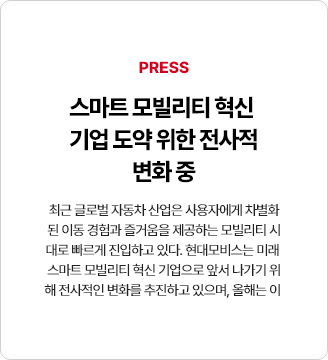 PRESS
스마트 모빌리티 혁신
기업 도약 위한 전사적
변화 중
최근 글로벌 자동차 산업은 사용자에게 차별화
된 이동 경험과 즐거움을 제공하는 모빌리티 시
대로 빠르게 진입하고 있다. 현대모비스는 미래
스마트 모빌리티 혁신 기업으로 앞서 나가기 위
해 전사적인 변화를 추진하고 있으며, 올해는 이